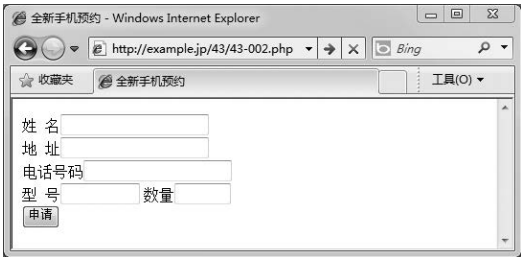 全新手机预约 - Windows Internet Explorer
http://example.jp/43/43-002.php
Bing
收藏夹 全新手机预约 工具(O)
姓 名
地 址
电话号码
型 号 数量
申请